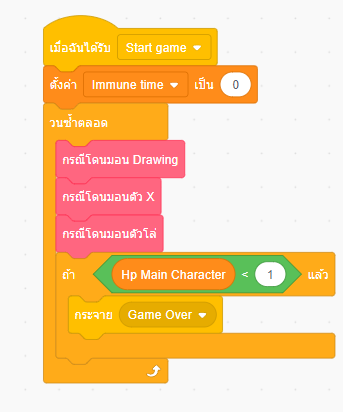 เมื่อฉันได้รับ Start game
ตั้งค่า Immune time เป็น 0
วนซ้ำตลอด
กรณีโดนมอน Drawing
กรณีโดนมอนตัว X
กรณีโดนมอนตัวโล่
ถ้า Hp Main Character < 1 แล้ว
กระจาย Game Over